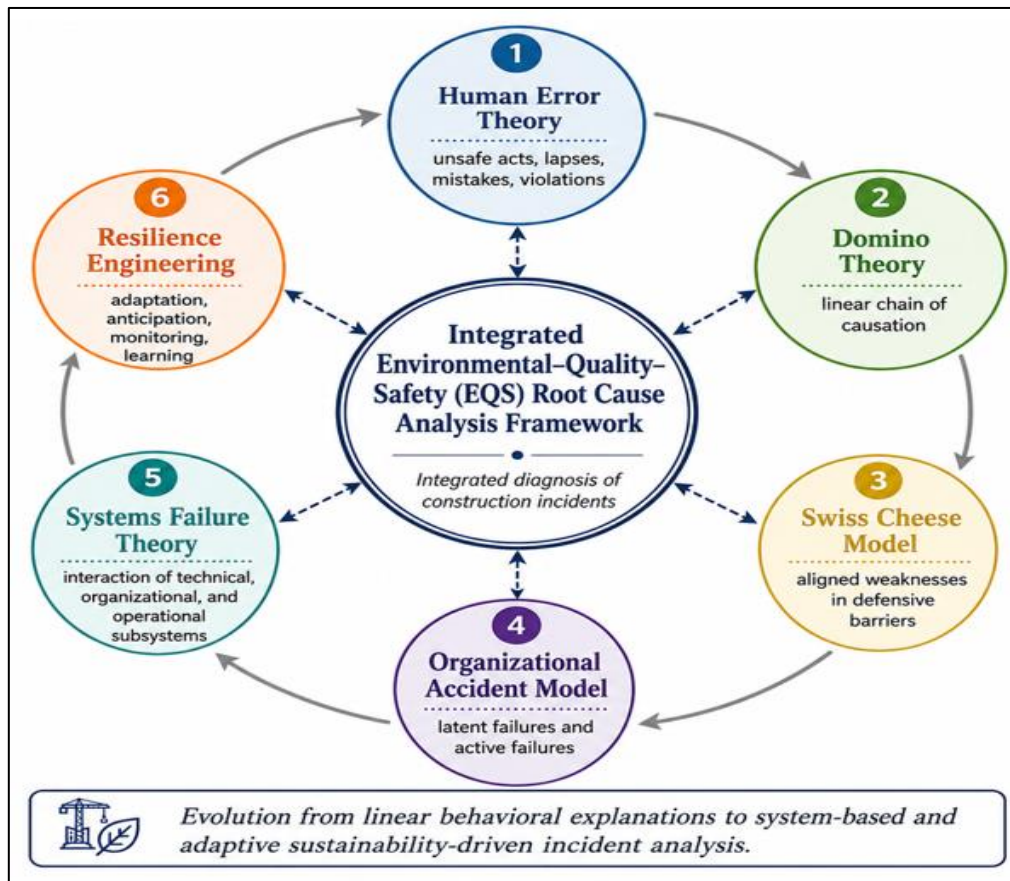 1
Human Error
Theory
unsafe acts, lapses,
mistakes, violations
2
Domino
Theory
linear chain of
causation
3
Swiss Cheese
Model
aligned weaknesses
in defensive
barriers
4
Organizational
Accident Model
latent failures and
active failures
5
Systems Failure
Theory
interaction of technical,
organizational, and
operational
subsystems
6
Resilience
Engineering
adaptation,
anticipation,
monitoring,
learning
Integrated
Environmental–Quality–
Safety (EQS) Root Cause
Analysis Framework
Integrated diagnosis of
construction incidents
Evolution from linear behavioral explanations to system-based and
adaptive sustainability-driven incident analysis.